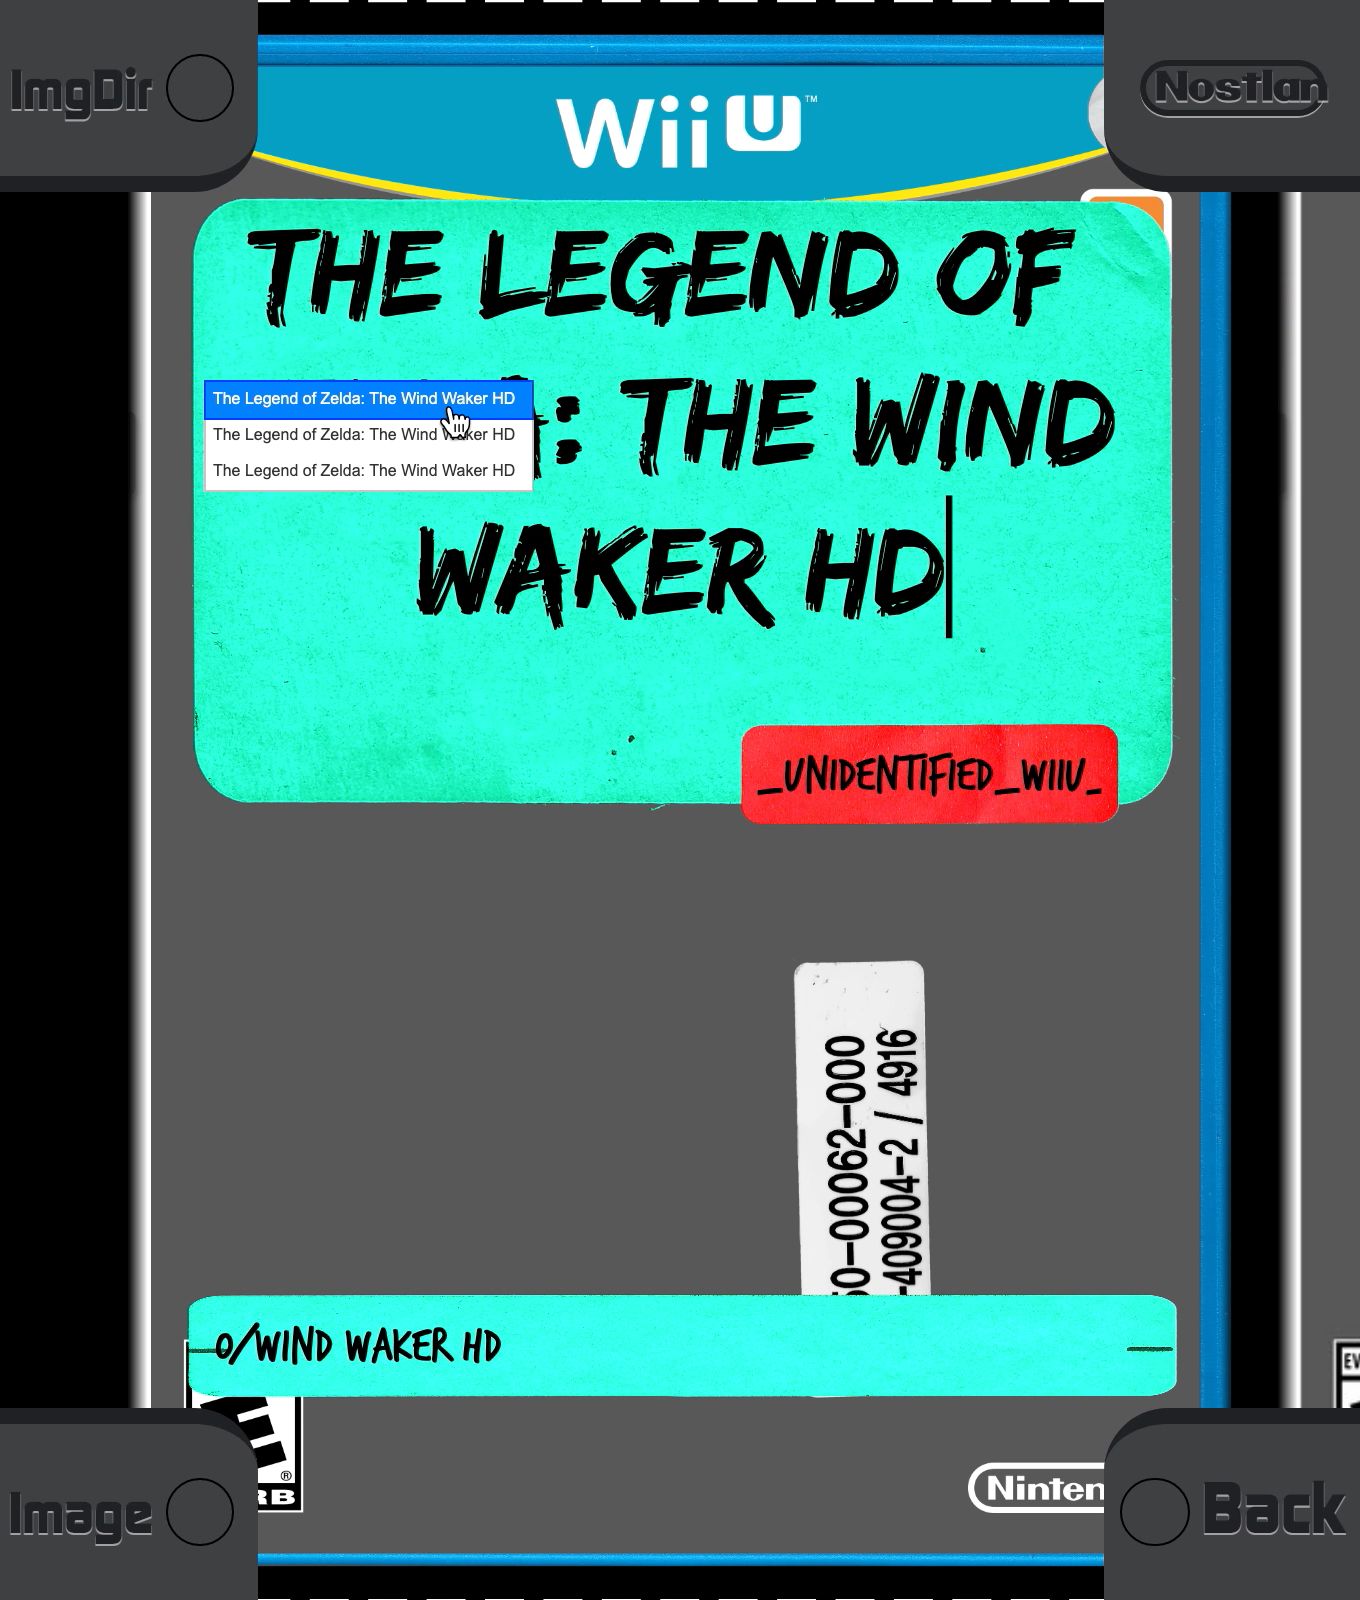 ImgDir
Nostlan
Wii U™
THE LEGEND OF
: THE WIND
WAKER HD
The Legend of Zelda: The Wind Waker HD
The Legend of Zelda: The Wind Waker HD
The Legend of Zelda: The Wind Waker HD
_UNIDENTIFIED_WIIU_
0-00062-000
-409004-2 / 4916
O/WIND WAKER HD
EV
E
®
RB
Ninten
Image
Back